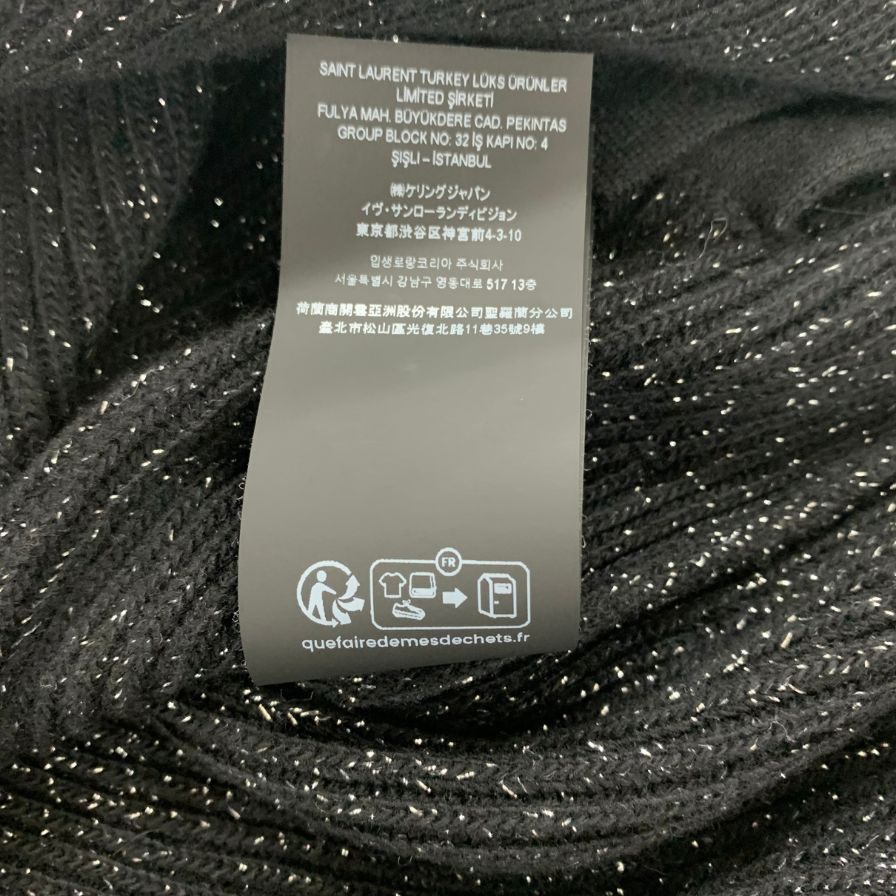 SAINT LAURENT TURKEY LÜKS ÜRÜNLER
LİMİTED ŞİRKETİ
FULYA MAH. BÜYÜKDERE CAD. PEKINTAS
GROUP BLOCK NO: 32 İŞ KAPI NO: 4
ŞIŞLI – İSTANBUL
㈱ケリングジャパン
イヴ・サンローランディビジョン
東京都渋谷区神宮前4-3-10
입생로랑코리아 주식회사
서울특별시 강남구 영동대로 517 13층
荷蘭商開雲亞洲股份有限公司聖羅蘭分公司
臺北市松山區光復北路11巷35號9樓
FR
quefairedemesdechets.fr